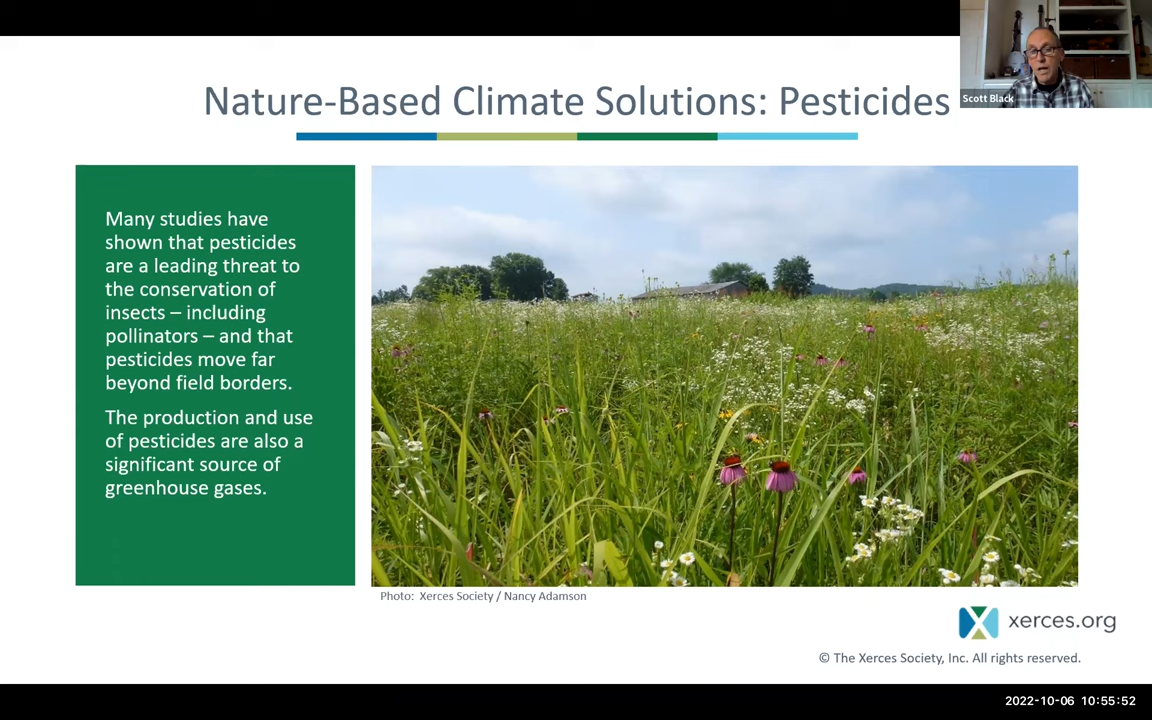 Nature-Based Climate Solutions: Pesticides
Scott Black
Many studies have
shown that pesticides
are a leading threat to
the conservation of
insects – including
pollinators – and that
pesticides move far
beyond field borders.
The production and use
of pesticides are also a
significant source of
greenhouse gases.
Photo:  Xerces Society / Nancy Adamson
xerces.org
© The Xerces Society, Inc. All rights reserved.
2022-10-06 10:55:52